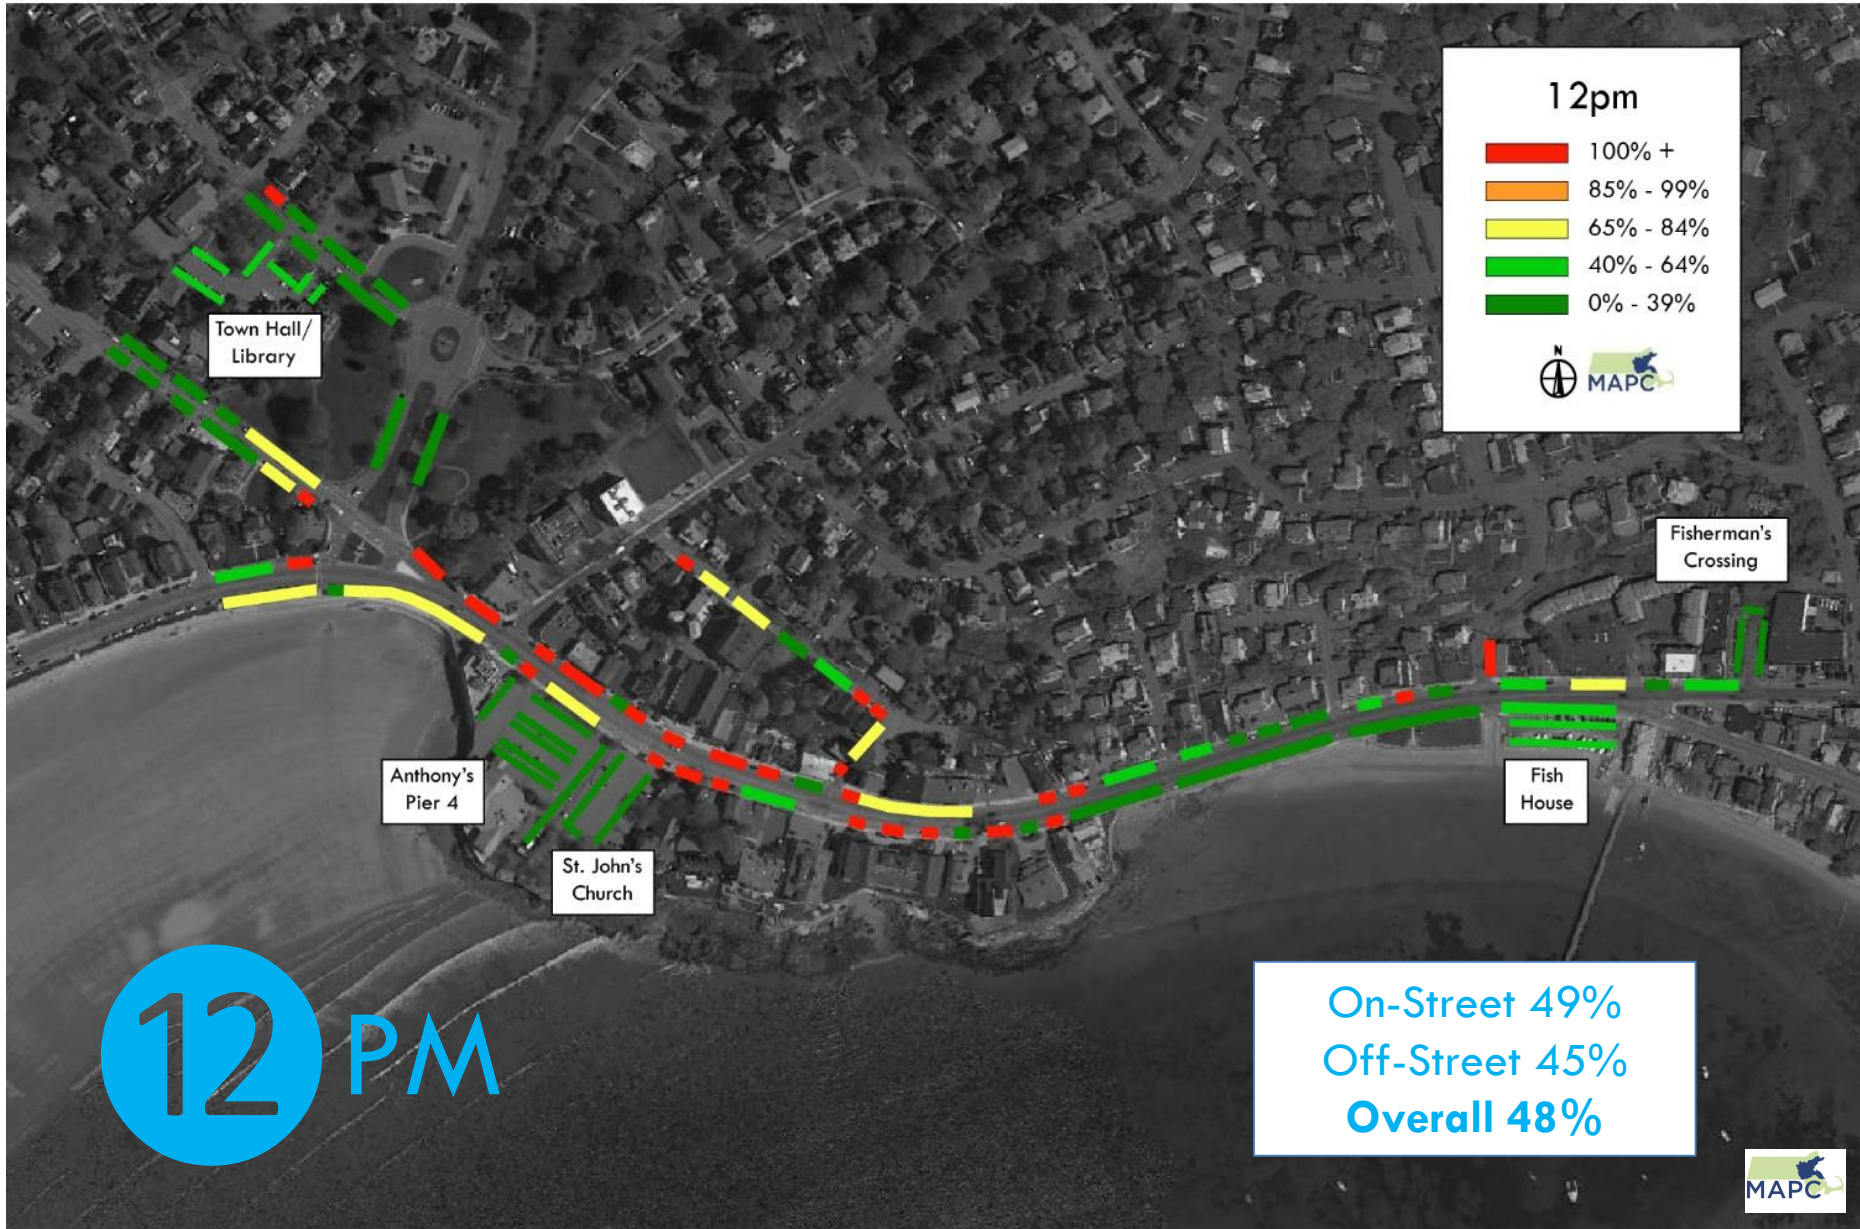 12pm
100% +
85% - 99%
65% - 84%
40% - 64%
0% - 39%
N
MAPC
Town Hall/
Library
Fisherman's
Crossing
Anthony's
Pier 4
Fish
House
St. John's
Church
12 PM
On-Street 49%
Off-Street 45%
Overall 48%
MAPC